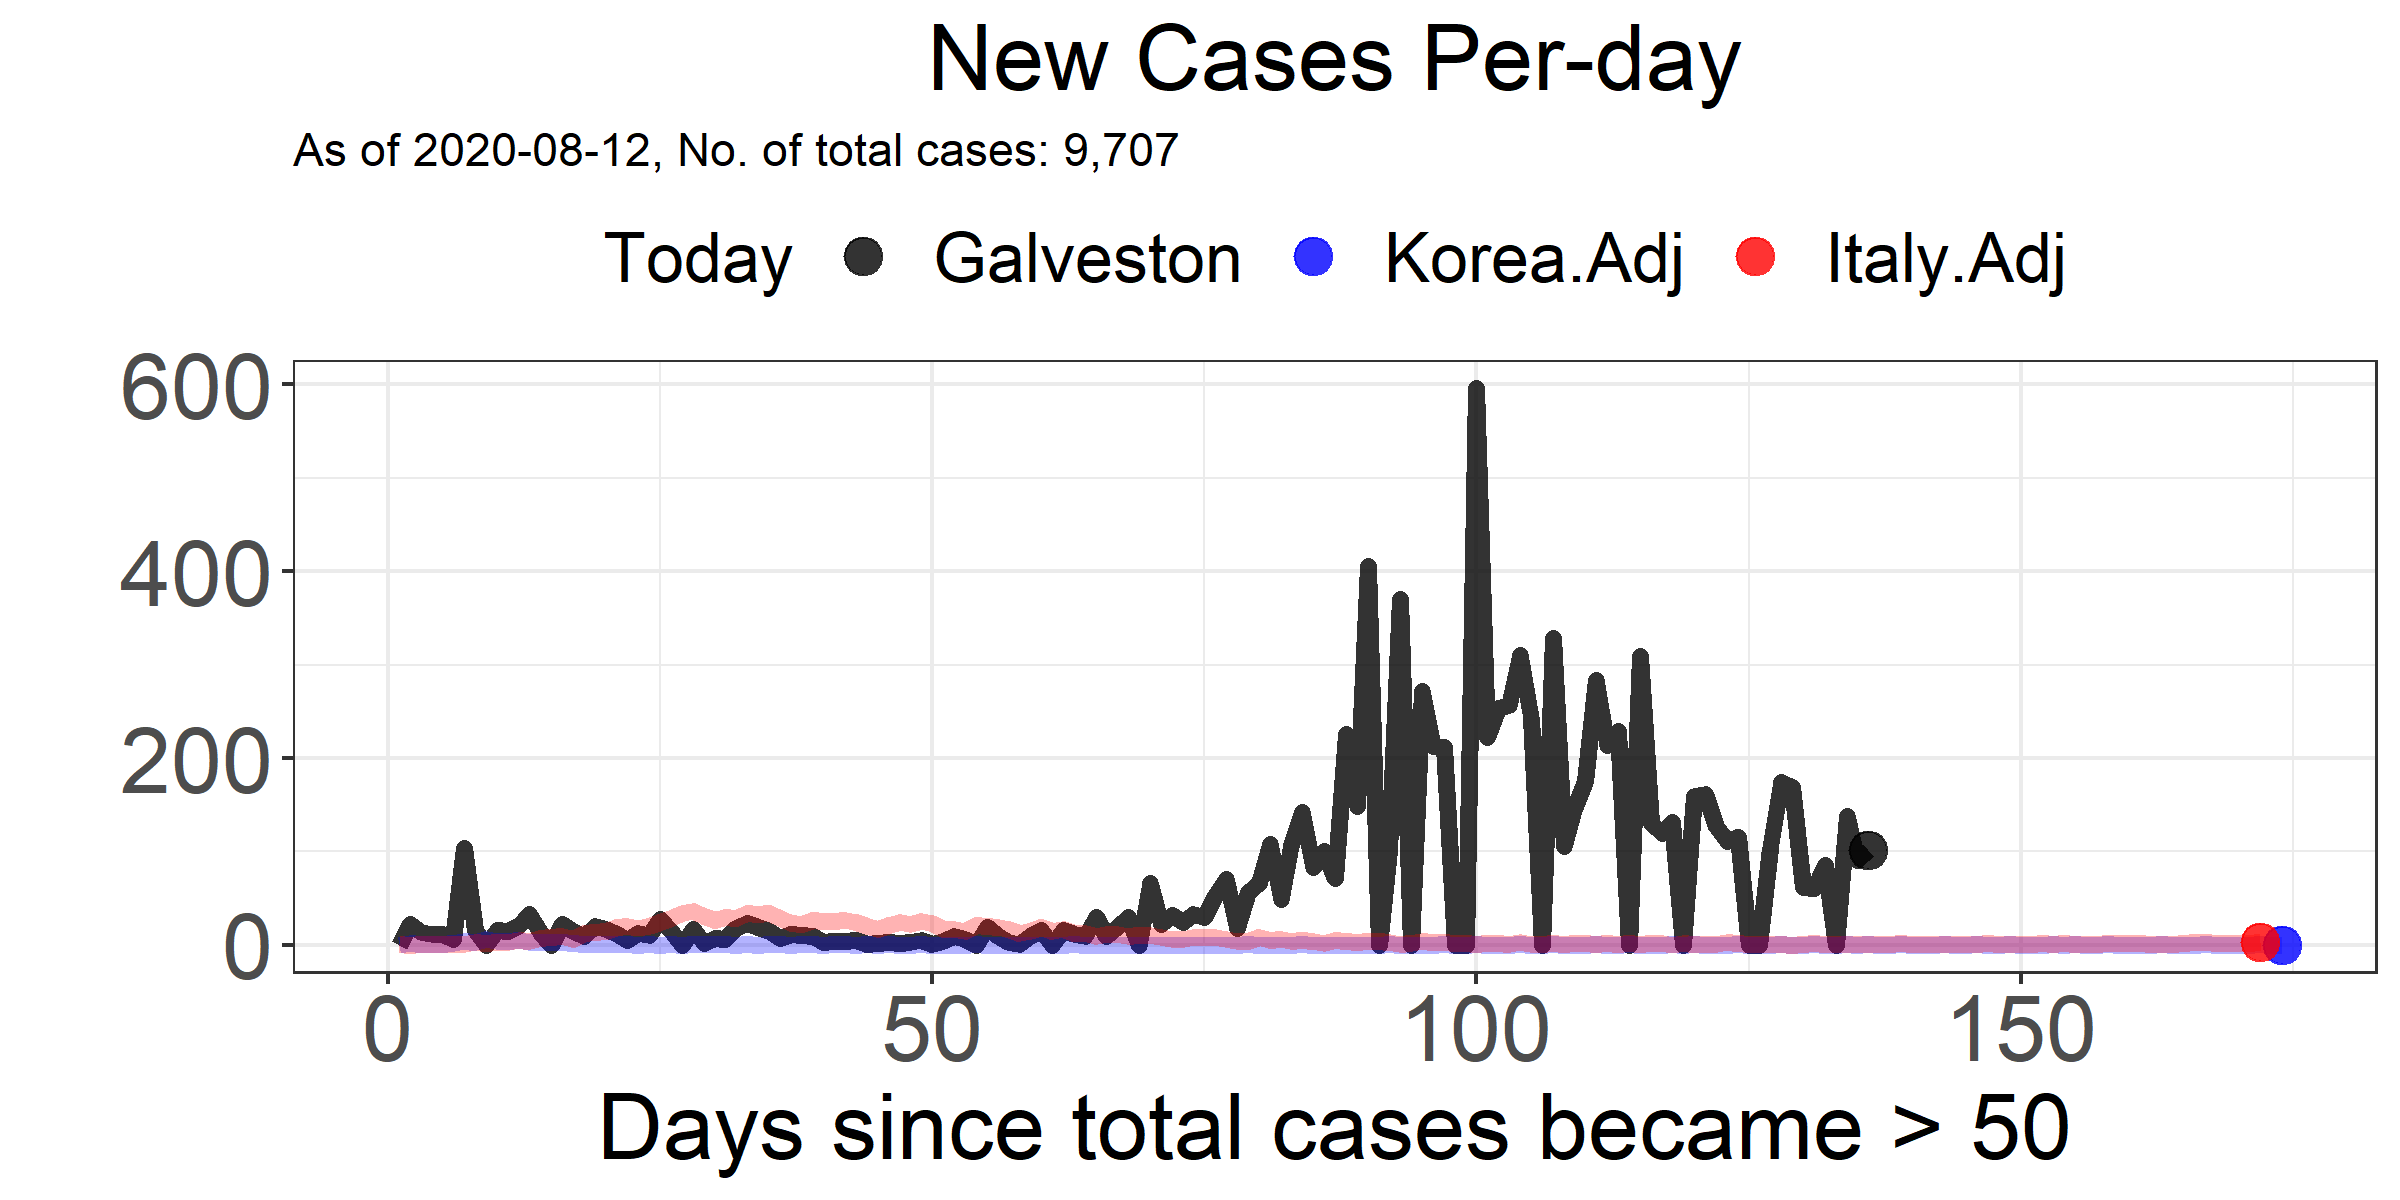 New Cases Per-day
As of 2020-08-12, No. of total cases: 9,707
Today Galveston Korea.Adj Italy.Adj
600
400
200
0
0 50 100 150
Days since total cases became > 50